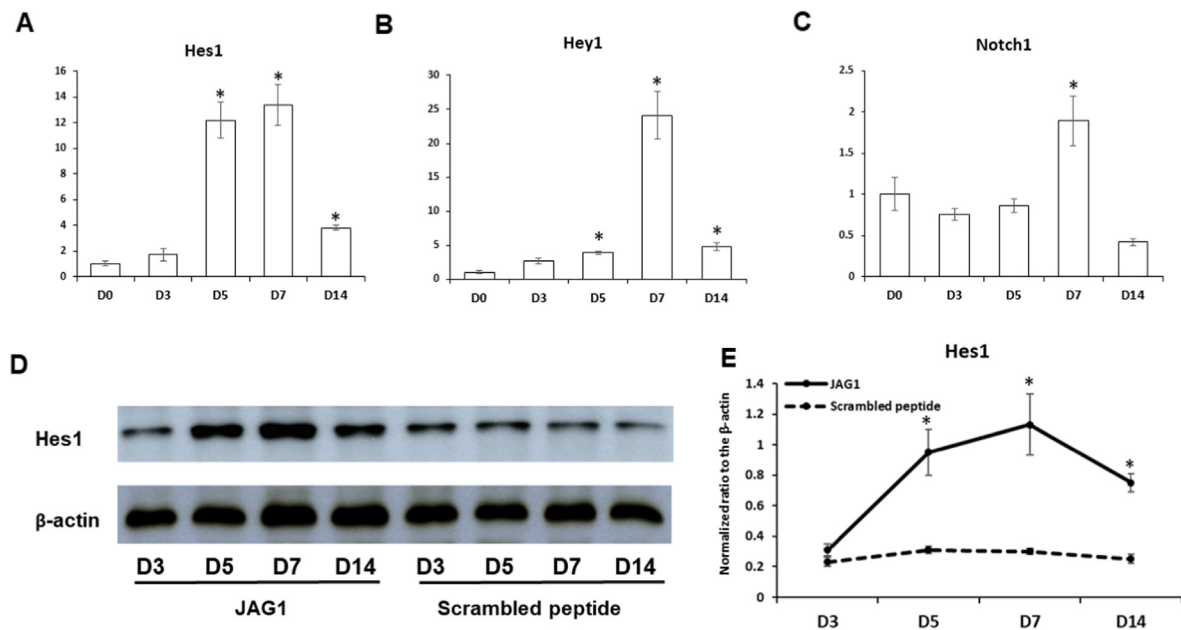 A
Hes1
16
14
12
10
8
6
4
2
0
* * *
D0 D3 D5 D7 D14
B
Hey1
30
25
20
15
10
5
0
* * *
D0 D3 D5 D7 D14
C
Notch1
2.5
2
1.5
1
0.5
0
*
D0 D3 D5 D7 D14
D
Hes1
β-actin
D3 D5 D7 D14 D3 D5 D7 D14
JAG1 Scrambled peptide
E
Hes1
JAG1
Scrambled peptide
Normalized ratio to the β-actin
1.4
1.2
1
0.8
0.6
0.4
0.2
0
* * *
D3 D5 D7 D14